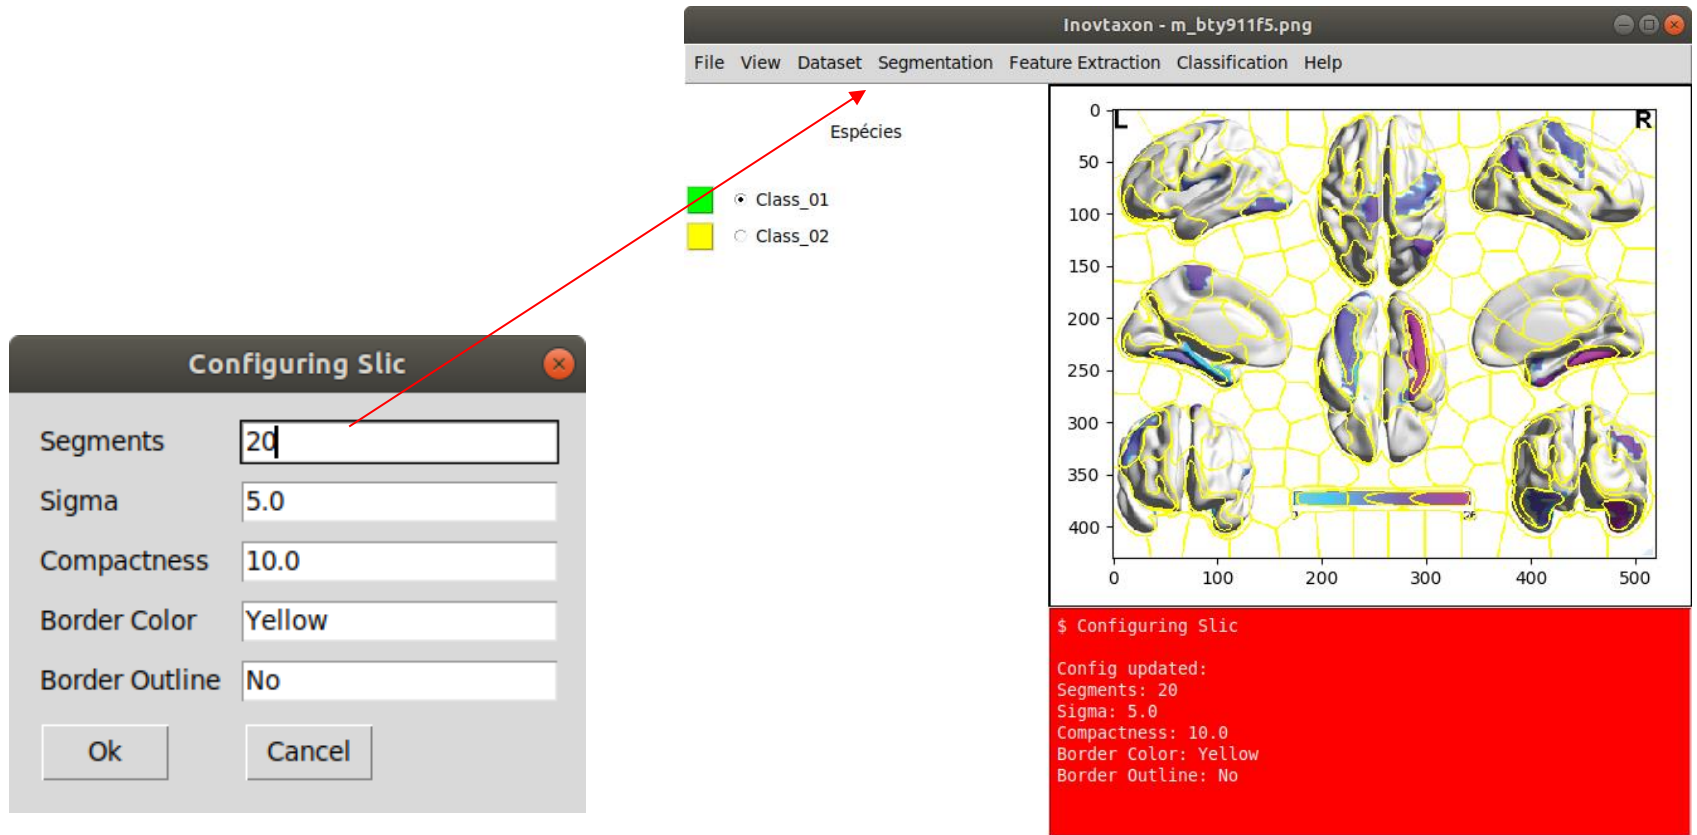 Inovtaxon - m_bty911f5.png
File View Dataset Segmentation Feature Extraction Classification Help
Espécies
Class_01
Class_02
Configuring Slic
Segments 20
Sigma 5.0
Compactness 10.0
Border Color Yellow
Border Outline No
Ok Cancel
L R
0
50
100
150
200
250
300
350
400
0 100 200 300 400 500
$ Configuring Slic
Config updated:
Segments: 20
Sigma: 5.0
Compactness: 10.0
Border Color: Yellow
Border Outline: No